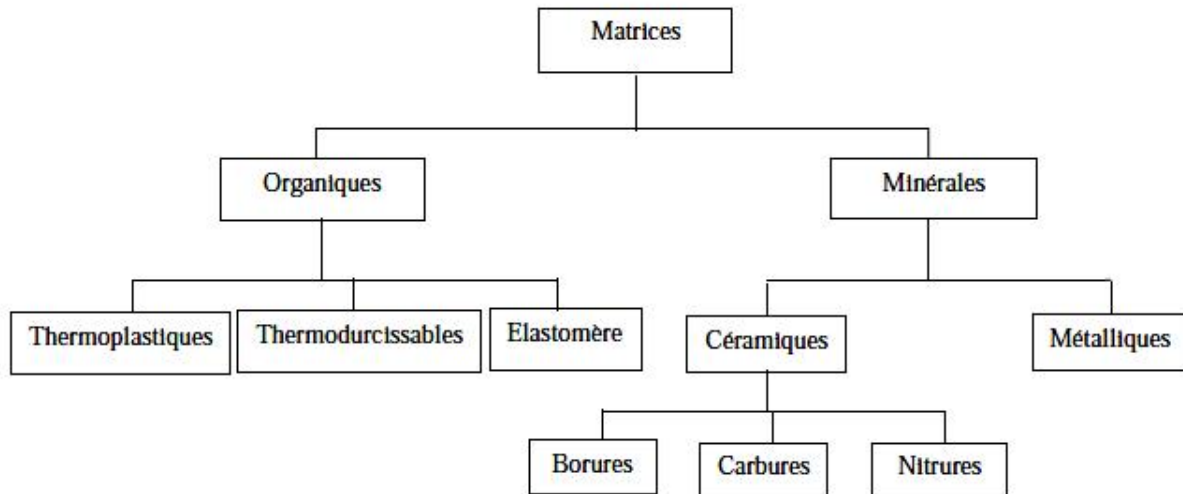 Matrices
Organiques
Minérales
Thermoplastiques
Thermodurcissables
Elastomère
Céramiques
Métalliques
Borures
Carbures
Nitrures